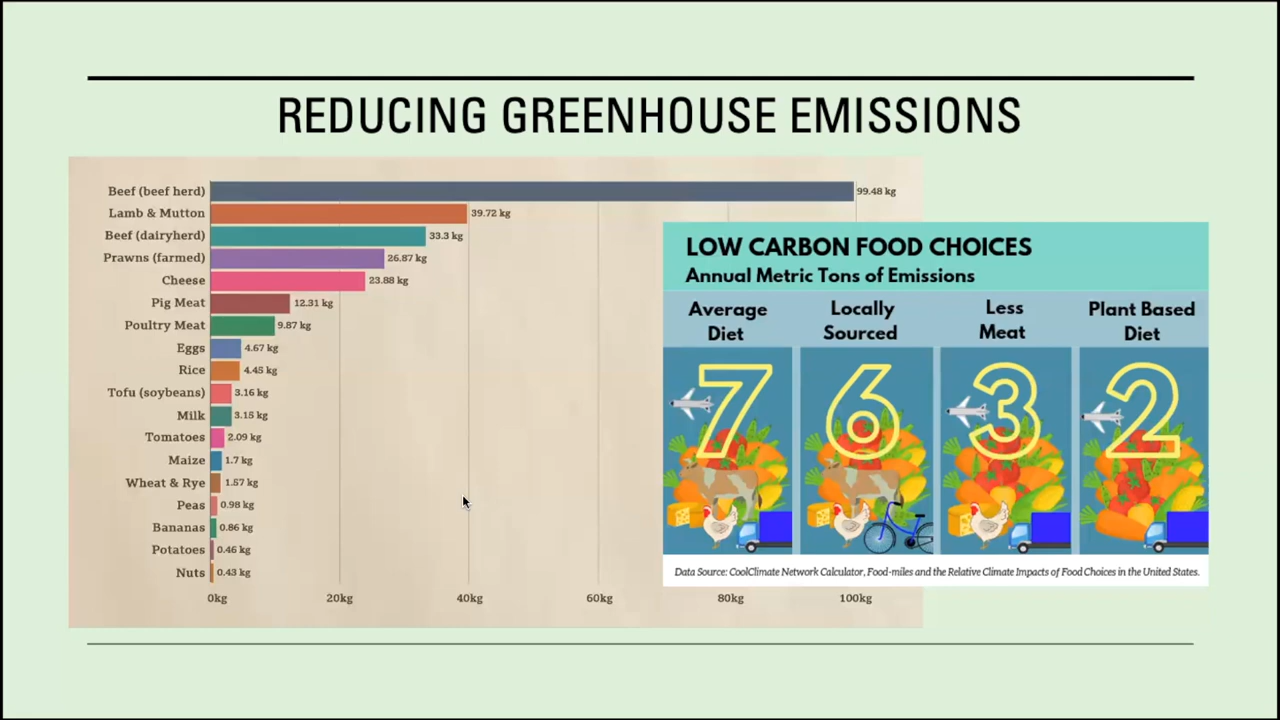 REDUCING GREENHOUSE EMISSIONS
Beef (beef herd) 99.48 kg
Lamb & Mutton 39.72 kg
Beef (dairyherd) 33.3 kg
Prawns (farmed) 26.87 kg
Cheese 23.88 kg
Pig Meat 12.31 kg
Poultry Meat 9.87 kg
Eggs 4.67 kg
Rice 4.45 kg
Tofu (soybeans) 3.16 kg
Milk 3.15 kg
Tomatoes 2.09 kg
Maize 1.7 kg
Wheat & Rye 1.57 kg
Peas 0.98 kg
Bananas 0.86 kg
Potatoes 0.46 kg
Nuts 0.43 kg
0kg 20kg 40kg 60kg 80kg 100kg
LOW CARBON FOOD CHOICES
Annual Metric Tons of Emissions
Average Diet
7
Locally Sourced
6
Less Meat
3
Plant Based Diet
2
Data Source: CoolClimate Network Calculator, Food-miles and the Relative Climate Impacts of Food Choices in the United States.